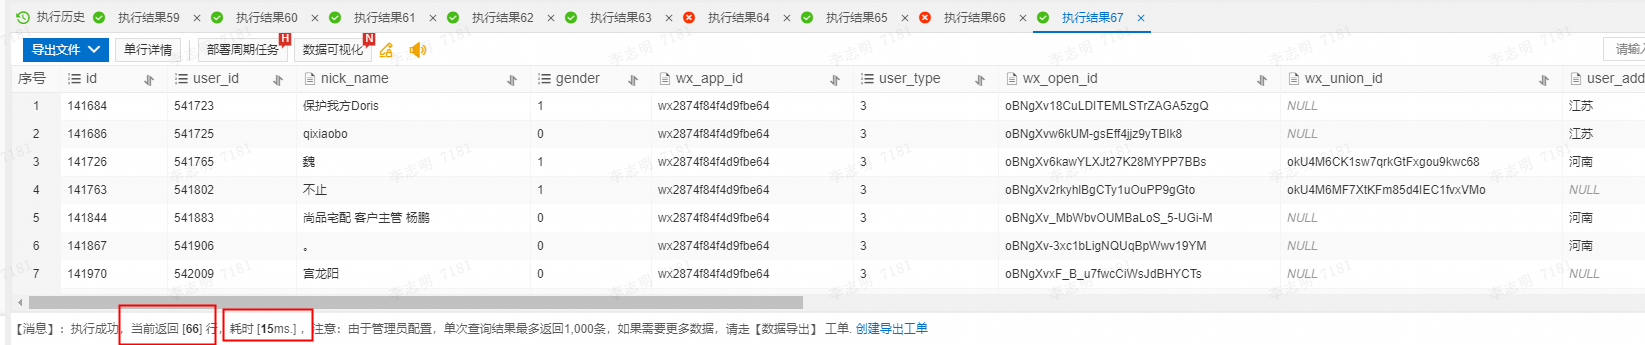 执行历史 执行结果59 × 执行结果60 × 执行结果61 × 执行结果62 × 执行结果63 × 执行结果64 × 执行结果65 × 执行结果66 × 执行结果67 ×
导出文件 单行详情 部署周期任务 H 数据可视化 N 请输入
序号 id user_id nick_name gender wx_app_id user_type wx_open_id wx_union_id user_add
1 141684 541723 保护我方Doris 1 wx2874f84f4d9fbe64 3 oBNgXv18CuLDITEMLSTrZAGA5zgQ NULL 江苏
2 141686 541725 qixiaobo 0 wx2874f84f4d9fbe64 3 oBNgXvw6kUM-gsEff4jjz9yTBIk8 NULL 江苏
3 141726 541765 魏 1 wx2874f84f4d9fbe64 3 oBNgXv6kawYLXJt27K28MYPP7BBs okU4M6CK1sw7qrkGtFxgou9kwc68 河南
4 141763 541802 不止 1 wx2874f84f4d9fbe64 3 oBNgXv2rkyhlBgCTy1uOuPP9gGto okU4M6MF7XtKFm85d4IEC1fvxVMo NULL
5 141844 541883 尚品宅配 客户主管 杨鹏 0 wx2874f84f4d9fbe64 3 oBNgXv_MbWbvOUMBaLoS_5-UGi-M NULL 河南
6 141867 541906 。 0 wx2874f84f4d9fbe64 3 oBNgXv-3xc1bLigNQUqBpWwv19YM NULL 河南
7 141970 542009 宫龙阳 0 wx2874f84f4d9fbe64 3 oBNgXvxF_B_u7fwcCiWsJdBHYCTs NULL NULL
【消息】：执行成功，当前返回 [66] 行，耗时 [15ms.]，注意：由于管理员配置，单次查询结果最多返回1,000条，如果需要更多数据，请走【数据导出】 工单. 创建导出工单
李志明 7181